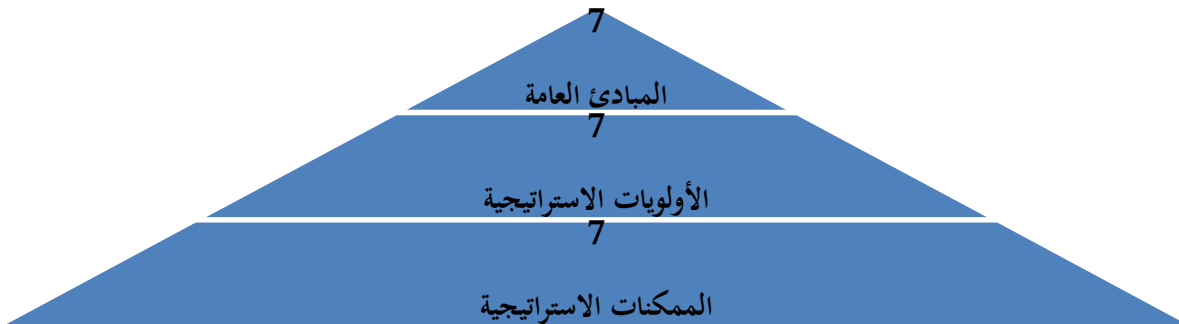 7
المبادئ العامة
7
الأولويات الاستراتيجية
7
الممكنات الاستراتيجية